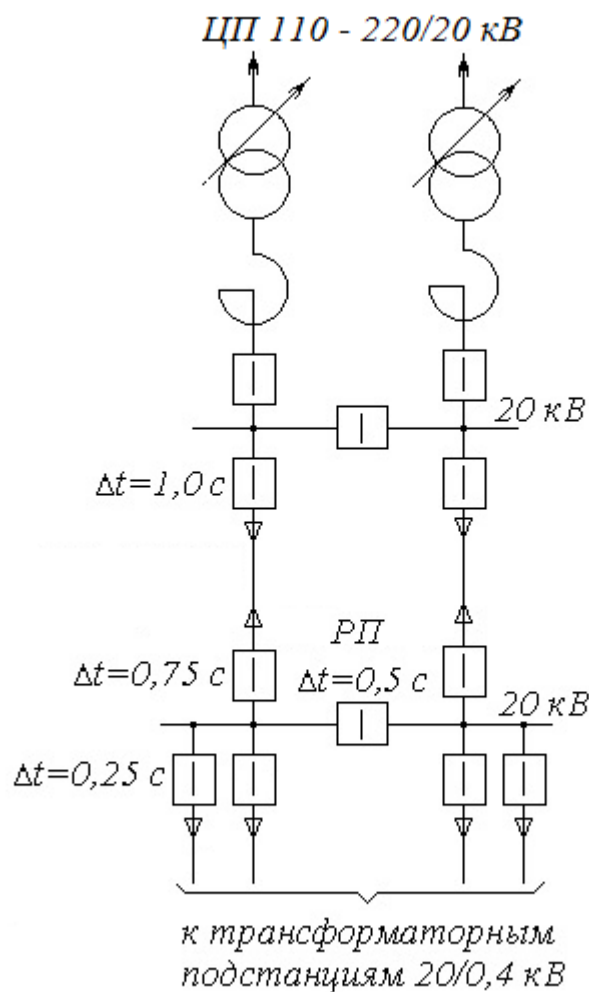 ЦП 110 - 220/20 кВ
20 кВ
Δt=1,0 с
РП
Δt=0,75 с
Δt=0,5 с
20 кВ
Δt=0,25 с
к трансформаторным
подстанциям 20/0,4 кВ